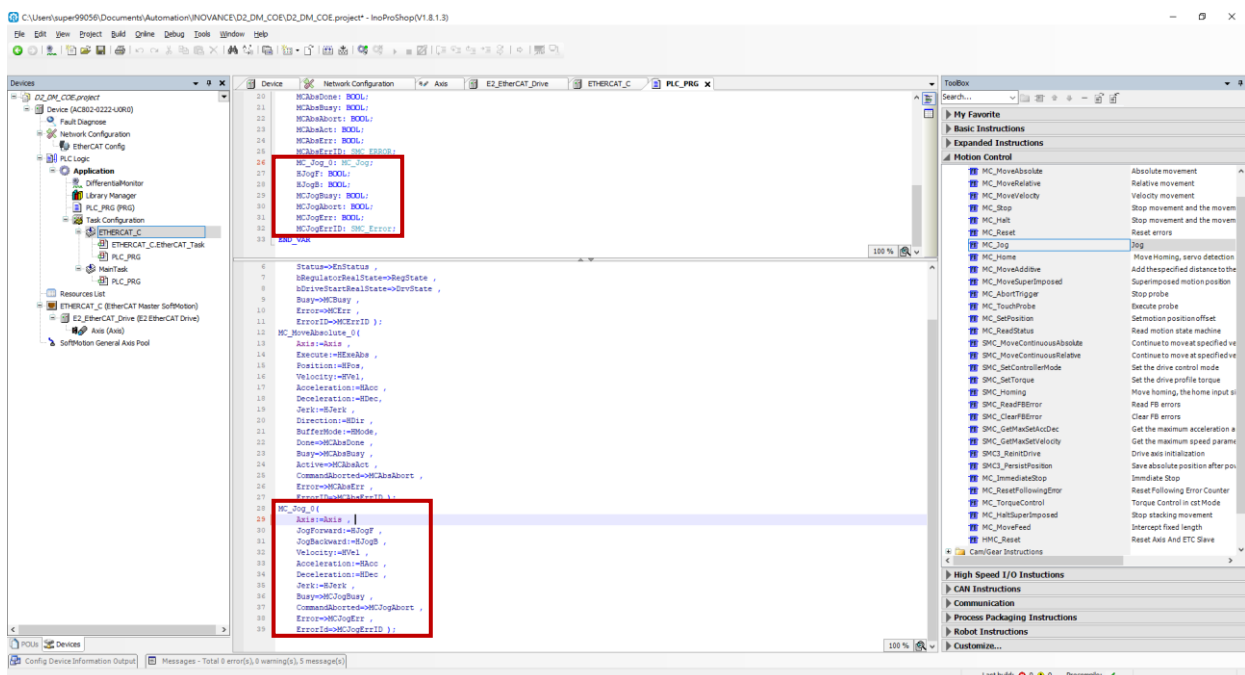 C:\Users\super99056\Documents\Automation\INOVANCE\D2_DM_COE\D2_DM_COE.project* - InoProShop(V1.8.1.3)
File Edit View Project Build Online Debug Tools Window Help
Devices
D2_DM_COE.project
Device (AC802-0222-U0R0)
Fault Diagnose
Network Configuration
EtherCAT Config
PLC Logic
Application
DifferentialMonitor
Library Manager
PLC_PRG (PRG)
Task Configuration
ETHERCAT_C
ETHERCAT_C.EtherCAT_Task
PLC_PRG
MainTask
PLC_PRG
Resources List
ETHERCAT_C (EtherCAT Master SoftMotion)
E2_EtherCAT_Drive (E2 EtherCAT Drive)
Axis (Axis)
SoftMotion General Axis Pool
POUs Devices
Device Network Configuration Axis E2_EtherCAT_Drive ETHERCAT_C PLC_PRG X
20 MCAbsDone: BOOL;
21 MCAbsBusy: BOOL;
22 MCAbsAbort: BOOL;
23 MCAbsAct: BOOL;
24 MCAbsErr: BOOL;
25 MCAbsErrID: SMC_ERROR;
26 MC_Jog_0: MC_Jog;
27 HJogF: BOOL;
28 HJogB: BOOL;
29 MCJogBusy: BOOL;
30 MCJogAbort: BOOL;
31 MCJogErr: BOOL;
32 MCJogErrID: SMC_Error;
33 END_VAR
100 %
6 Status=>EnStatus ,
7 bRegulatorRealState=>RegState ,
8 bDriveStartRealState=>DrvState ,
9 Busy=>MCBusy ,
10 Error=>MCErr ,
11 ErrorID=>MCErrID );
12 MC_MoveAbsolute_0(
13 Axis:=Axis ,
14 Execute:=HExeAbs ,
15 Position:=HPos,
16 Velocity:=HVel,
17 Acceleration:=HAcc ,
18 Deceleration:=HDec,
19 Jerk:=HJerk ,
20 Direction:=HDir ,
21 BufferMode:=HMode,
22 Done=>MCAbsDone ,
23 Busy=>MCAbsBusy ,
24 Active=>MCAbsAct ,
25 CommandAborted=>MCAbsAbort ,
26 Error=>MCAbsErr ,
27 ErrorID=>MCAbsErrID );
28 MC_Jog_0(
29 Axis:=Axis ,
30 JogForward:=HJogF ,
31 JogBackward:=HJogB ,
32 Velocity:=HVel ,
33 Acceleration:=HAcc ,
34 Deceleration:=HDec ,
35 Jerk:=HJerk ,
36 Busy=>MCJogBusy ,
37 CommandAborted=>MCJogAbort ,
38 Error=>MCJogErr ,
39 ErrorId=>MCJogErrID );
100 %
ToolBox
Search...
My Favorite
Basic Instructions
Expanded Instructions
Motion Control
MC_MoveAbsolute Absolute movement
MC_MoveRelative Relative movement
MC_MoveVelocity Velocity movement
MC_Stop Stop movement and the movem
MC_Halt Stop movement and the movem
MC_Reset Reset errors
MC_Jog Jog
MC_Home Move Homing, servo detection
MC_MoveAdditive Add thespecified distance to the
MC_MoveSuperImposed Superimposed motion position
MC_AbortTrigger Stop probe
MC_TouchProbe Execute probe
MC_SetPosition Setmotion position offset
MC_ReadStatus Read motion state machine
SMC_MoveContinuousAbsolute Continue to move at specified ve
SMC_MoveContinuousRelative Continue to move at specified ve
SMC_SetControllerMode Set the drive control mode
SMC_SetTorque Set the drive profile torque
SMC_Homing Move homing, the home input si
SMC_ReadFBError Read FB errors
SMC_ClearFBError Clear FB errors
SMC_GetMaxSetAccDec Get the maximum acceleration a
SMC_GetMaxSetVelocity Get the maximum speed parame
SMC3_ReinitDrive Drive axis initialization
SMC3_PersistPosition Save absolute position after pov
MC_ImmediateStop Immdiate Stop
MC_ResetFollowingError Reset Following Error Counter
MC_TorqueControl Torque Control in cst Mode
MC_HaltSuperImposed Stop stacking movement
MC_MoveFeed Intercept fixed length
HMC_Reset Reset Axis And ETC Slave
Cam/Gear Instructions
High Speed I/O Instuctions
CAN Instructions
Communication
Process Packaging Instructions
Robot Instructions
Customize...
Config Device Information Output Messages - Total 0 error(s), 0 warning(s), 5 message(s)